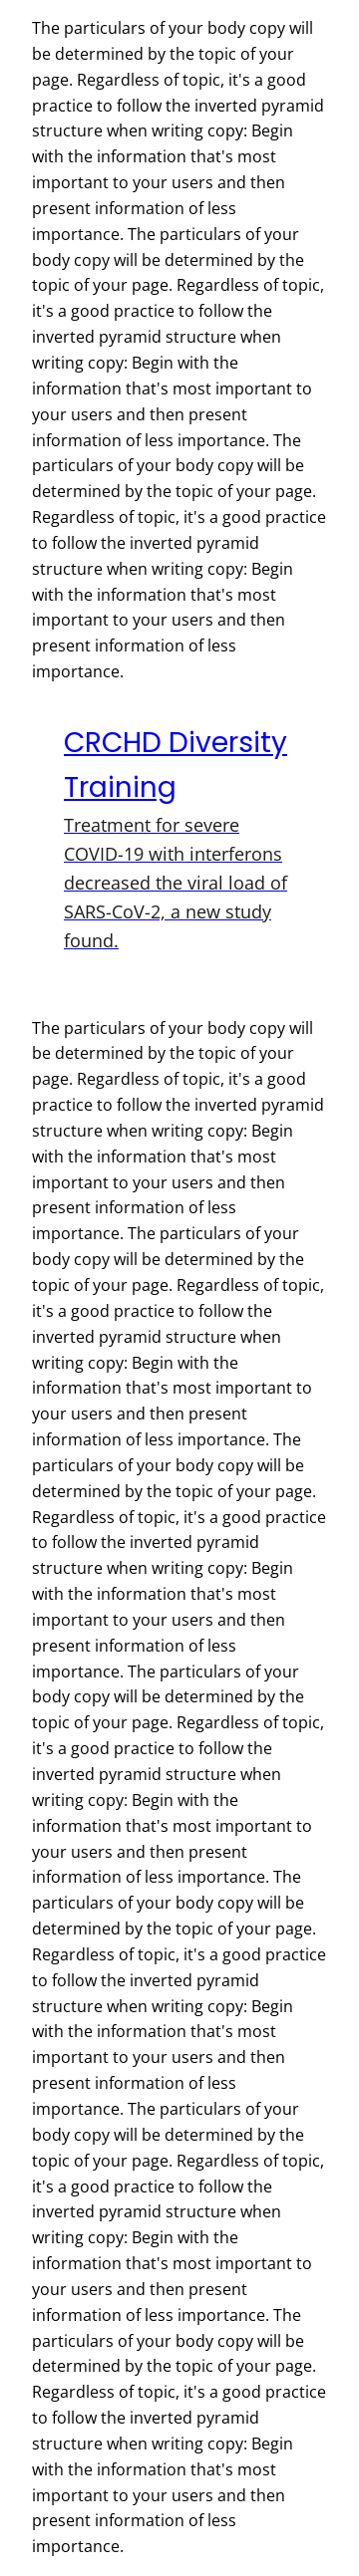 The particulars of your body copy will
be determined by the topic of your
page. Regardless of topic, it's a good
practice to follow the inverted pyramid
structure when writing copy: Begin
with the information that's most
important to your users and then
present information of less
importance. The particulars of your
body copy will be determined by the
topic of your page. Regardless of topic,
it's a good practice to follow the
inverted pyramid structure when
writing copy: Begin with the
information that's most important to
your users and then present
information of less importance. The
particulars of your body copy will be
determined by the topic of your page.
Regardless of topic, it's a good practice
to follow the inverted pyramid
structure when writing copy: Begin
with the information that's most
important to your users and then
present information of less
importance.
CRCHD Diversity
Training
Treatment for severe
COVID-19 with interferons
decreased the viral load of
SARS-CoV-2, a new study
found.
The particulars of your body copy will
be determined by the topic of your
page. Regardless of topic, it's a good
practice to follow the inverted pyramid
structure when writing copy: Begin
with the information that's most
important to your users and then
present information of less
importance. The particulars of your
body copy will be determined by the
topic of your page. Regardless of topic,
it's a good practice to follow the
inverted pyramid structure when
writing copy: Begin with the
information that's most important to
your users and then present
information of less importance. The
particulars of your body copy will be
determined by the topic of your page.
Regardless of topic, it's a good practice
to follow the inverted pyramid
structure when writing copy: Begin
with the information that's most
important to your users and then
present information of less
importance. The particulars of your
body copy will be determined by the
topic of your page. Regardless of topic,
it's a good practice to follow the
inverted pyramid structure when
writing copy: Begin with the
information that's most important to
your users and then present
information of less importance. The
particulars of your body copy will be
determined by the topic of your page.
Regardless of topic, it's a good practice
to follow the inverted pyramid
structure when writing copy: Begin
with the information that's most
important to your users and then
present information of less
importance. The particulars of your
body copy will be determined by the
topic of your page. Regardless of topic,
it's a good practice to follow the
inverted pyramid structure when
writing copy: Begin with the
information that's most important to
your users and then present
information of less importance. The
particulars of your body copy will be
determined by the topic of your page.
Regardless of topic, it's a good practice
to follow the inverted pyramid
structure when writing copy: Begin
with the information that's most
important to your users and then
present information of less
importance.